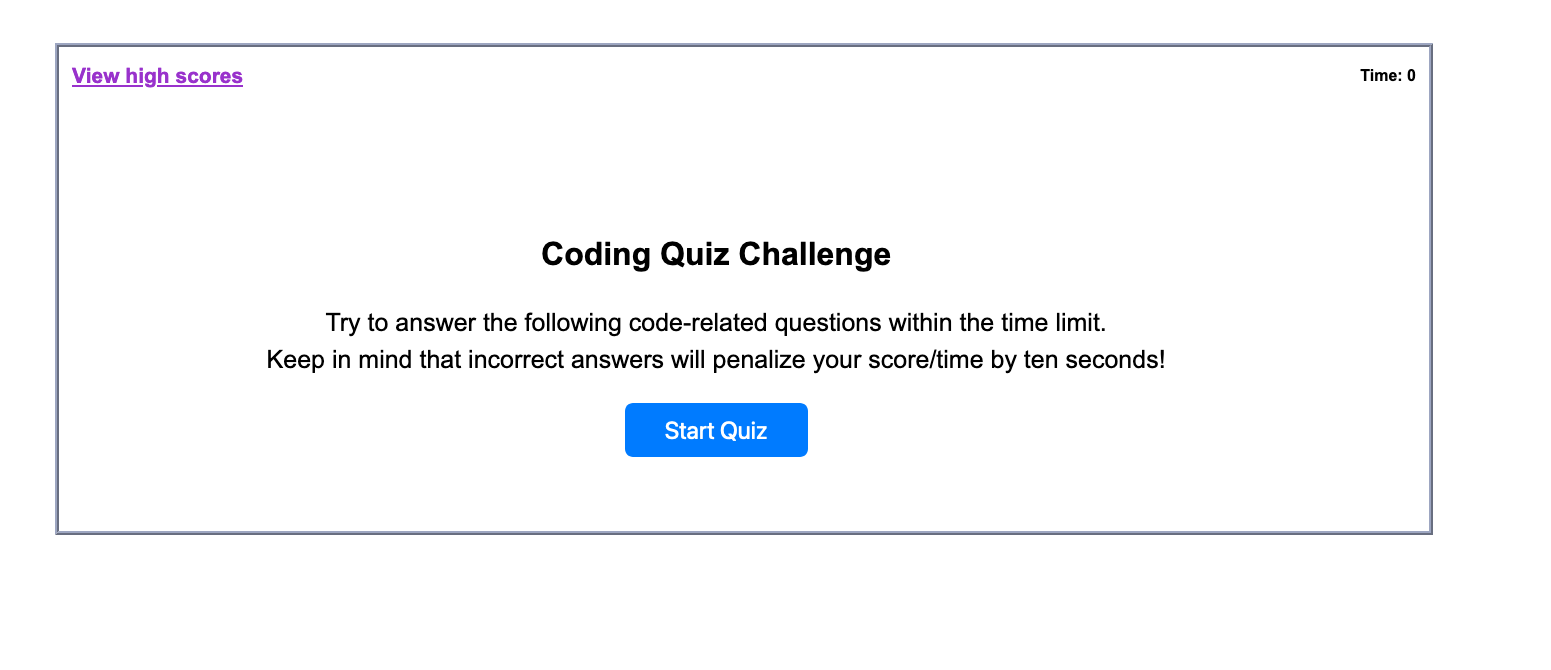 View high scores
Time: 0
Coding Quiz Challenge
Try to answer the following code-related questions within the time limit.
Keep in mind that incorrect answers will penalize your score/time by ten seconds!
Start Quiz